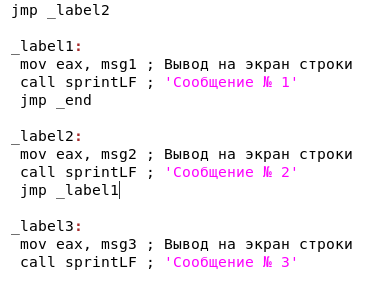 jmp _label2
_label1:
mov eax, msg1 ; Вывод на экран строки
call sprintLF ; 'Сообщение № 1'
jmp _end
_label2:
mov eax, msg2 ; Вывод на экран строки
call sprintLF ; 'Сообщение № 2'
jmp _label1
_label3:
mov eax, msg3 ; Вывод на экран строки
call sprintLF ; 'Сообщение № 3'